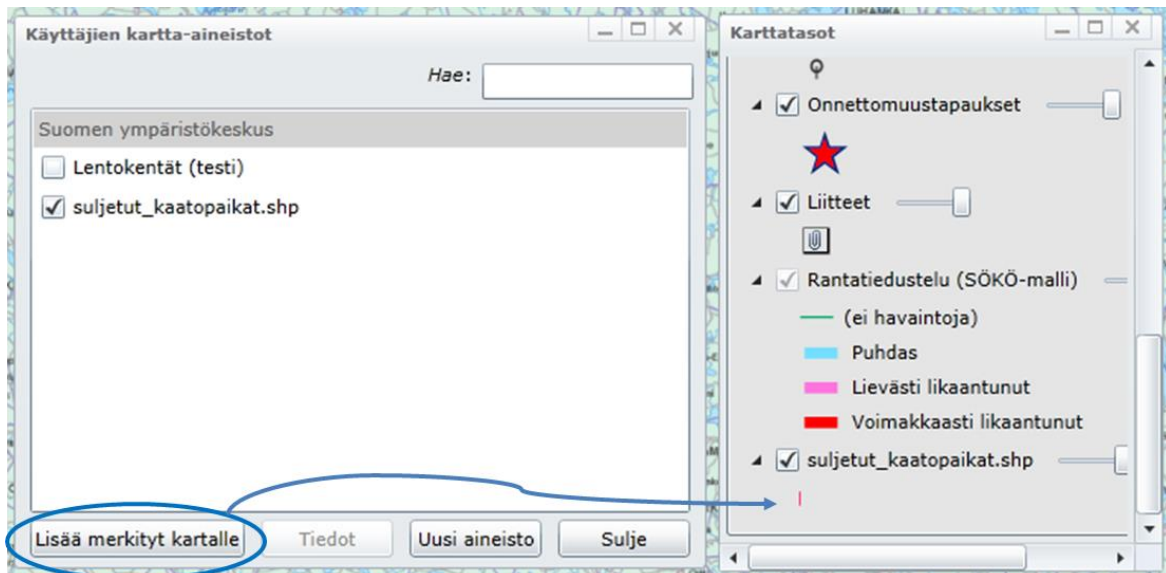 Käyttäjien kartta-aineistot
Hae:
Suomen ympäristökeskus
Lentokentät (testi)
suljetut_kaatopaikat.shp
Lisää merkityt kartalle
Tiedot
Uusi aineisto
Sulje
Karttatasot
Onnettomuustapaukset
Liitteet
Rantatiedustelu (SÖKÖ-malli)
(ei havaintoja)
Puhdas
Lievästi likaantunut
Voimakkaasti likaantunut
suljetut_kaatopaikat.shp